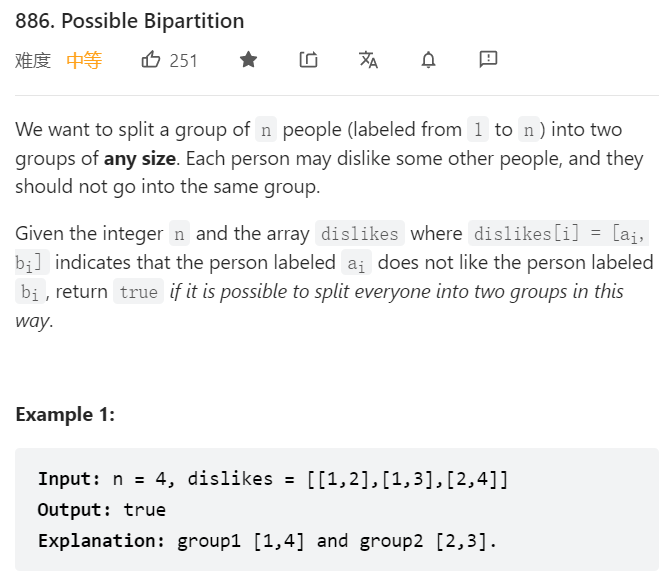 886. Possible Bipartition
难度 中等 251
We want to split a group of n people (labeled from 1 to n) into two
groups of any size. Each person may dislike some other people, and they
should not go into the same group.
Given the integer n and the array dislikes where dislikes[i] = [ai,
bi] indicates that the person labeled ai does not like the person labeled
bi, return true if it is possible to split everyone into two groups in this
way.
Example 1:
Input: n = 4, dislikes = [[1,2],[1,3],[2,4]]
Output: true
Explanation: group1 [1,4] and group2 [2,3].